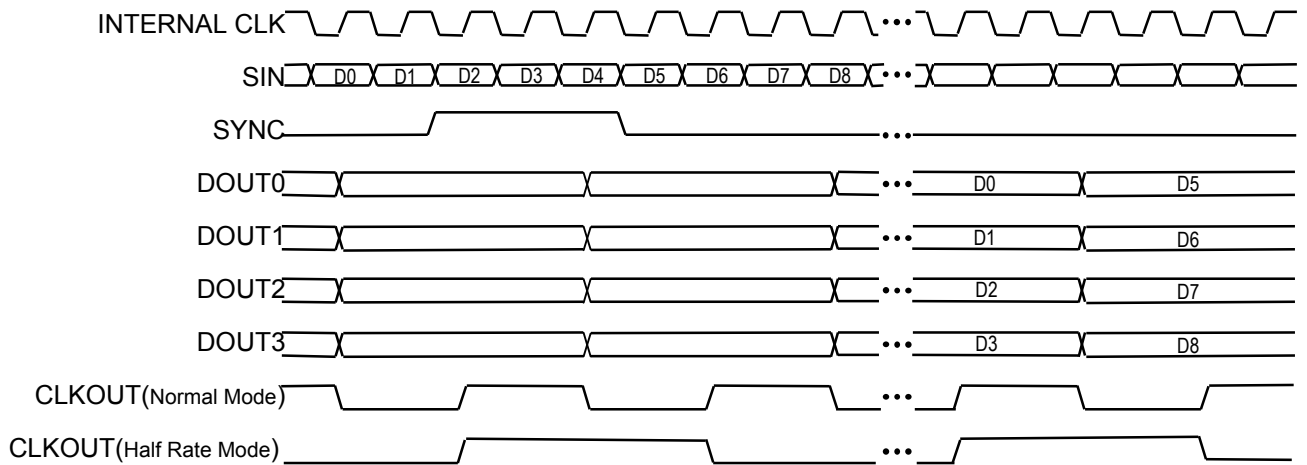 INTERNAL CLK •••
SIN D0 D1 D2 D3 D4 D5 D6 D7 D8 •••
SYNC •••
DOUT0 ••• D0 D5
DOUT1 ••• D1 D6
DOUT2 ••• D2 D7
DOUT3 ••• D3 D8
CLKOUT(Normal Mode) •••
CLKOUT(Half Rate Mode) •••